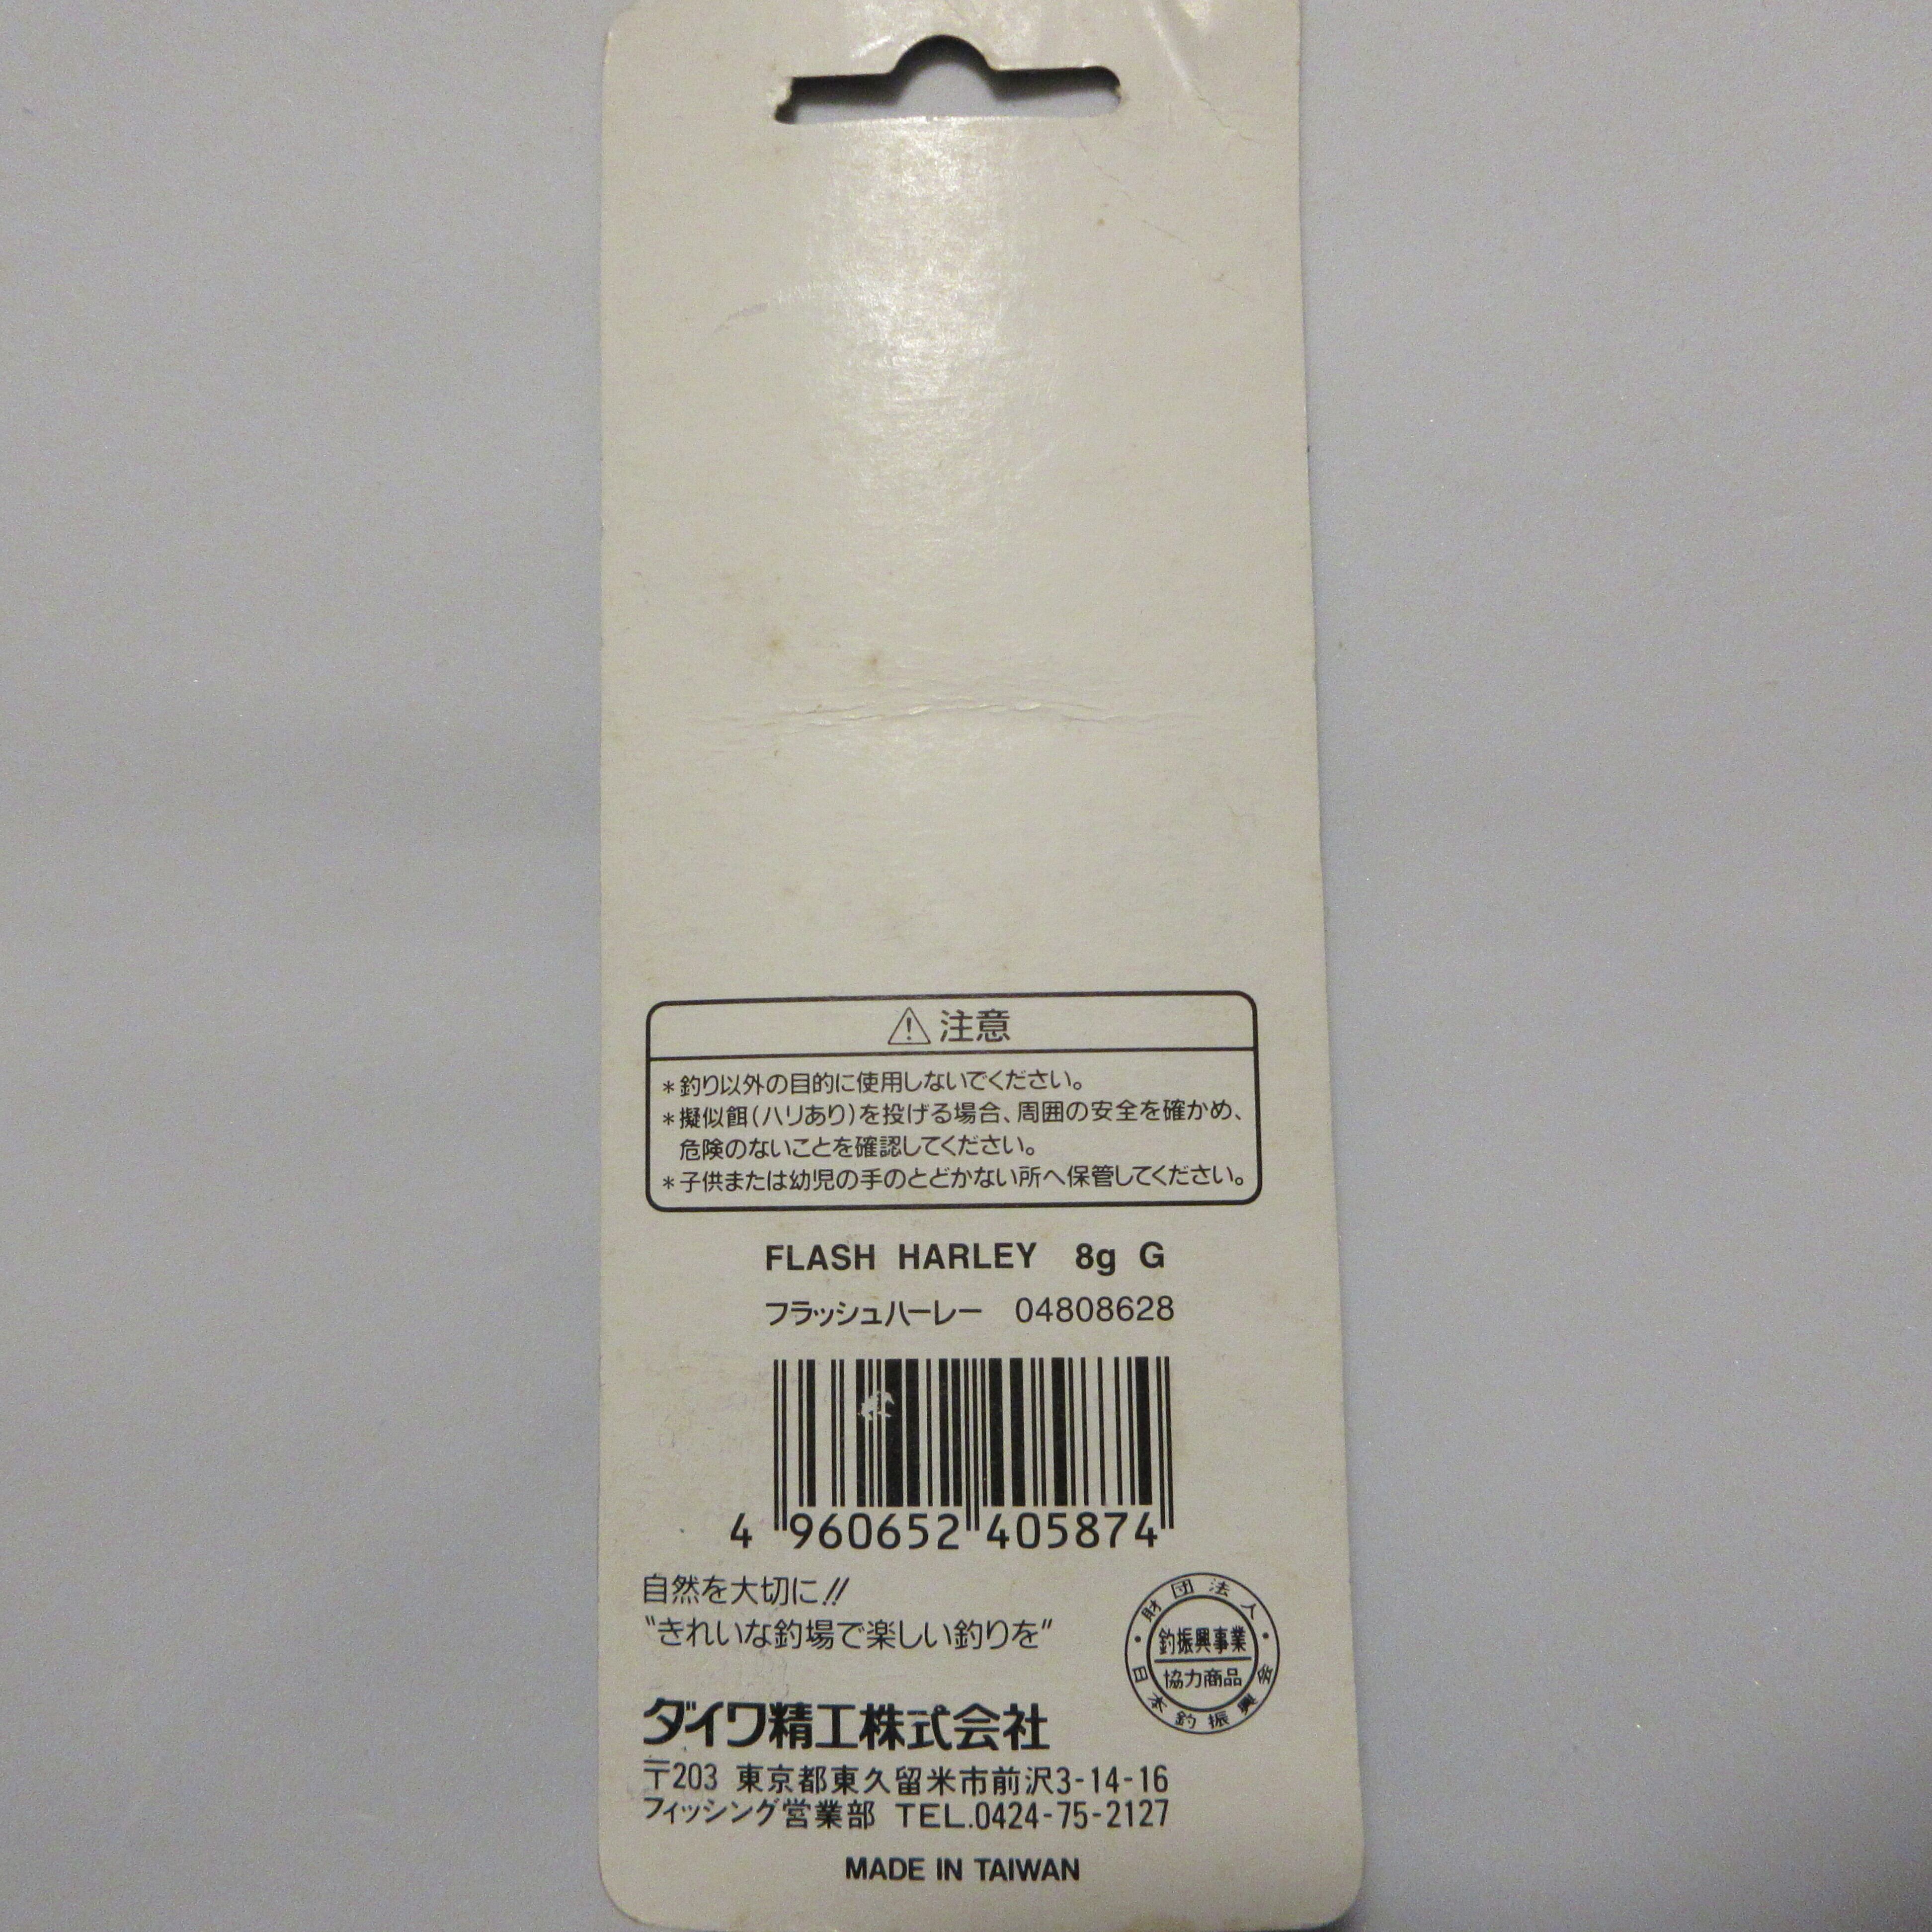 ⚠注意
*釣り以外の目的に使用しないでください。
*擬似餌(ハリあり)を投げる場合、周囲の安全を確かめ、
危険のないことを確認してください。
*子供または幼児の手のとどかない所へ保管してください。
FLASH HARLEY 8g G
フラッシュハーレー 04808628
4 960652 405874
自然を大切に!!
"きれいな釣場で楽しい釣りを"
財団法人
釣振興事業
協力商品
日本釣振興会
ダイワ精工株式会社
〒203 東京都東久留米市前沢3-14-16
フィッシング営業部 TEL.0424-75-2127
MADE IN TAIWAN